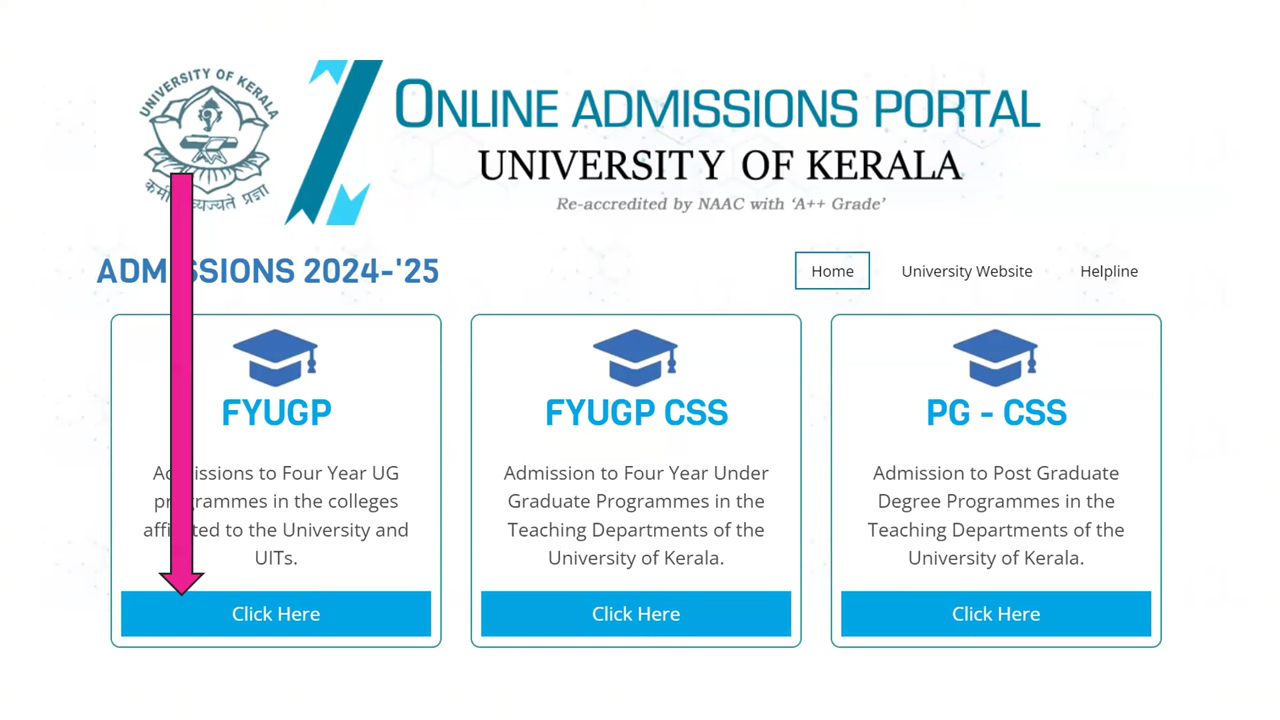 UNIVERSITY OF KERALA
प्रज्ञा
ONLINE ADMISSIONS PORTAL
UNIVERSITY OF KERALA
Re-accredited by NAAC with ‘A++ Grade’
2024-'25
Home University Website Helpline
FYUGP
to Four Year UG
in the colleges
to the University and
UITs.
Click Here
FYUGP CSS
Admission to Four Year Under
Graduate Programmes in the
Teaching Departments of the
University of Kerala.
Click Here
PG - CSS
Admission to Post Graduate
Degree Programmes in the
Teaching Departments of the
University of Kerala.
Click Here